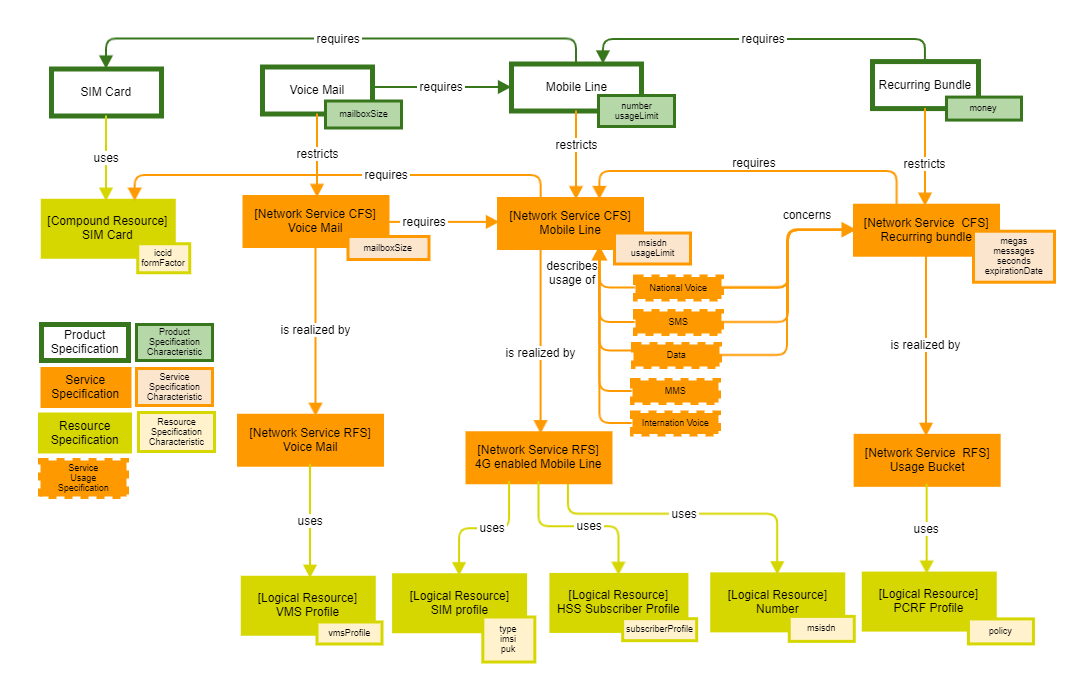 requires
requires
SIM Card
Voice Mail
mailboxSize
requires
Mobile Line
number
usageLimit
Recurring Bundle
money
uses
restricts
restricts
restricts
requires
requires
[Compound Resource]
SIM Card
iccid
formFactor
[Network Service CFS]
Voice Mail
mailboxSize
requires
[Network Service CFS]
Mobile Line
msisdn
usageLimit
concerns
[Network Service  CFS]
Recurring bundle
megas
messages
seconds
expirationDate
describes
usage of
National Voice
SMS
Data
MMS
Internation Voice
Product
Specification
Product
Specification
Characteristic
Service
Specification
Service
Specification
Characteristic
Resource
Specification
Resource
Specification
Characteristic
Service
Usage
Specification
is realized by
is realized by
is realized by
[Network Service RFS]
Voice Mail
[Network Service RFS]
4G enabled Mobile Line
[Network Service  RFS]
Usage Bucket
uses
uses
uses
uses
uses
[Logical Resource]
VMS Profile
vmsProfile
[Logical Resource]
SIM profile
type
imsi
puk
[Logical Resource]
HSS Subscriber Profile
subscriberProfile
[Logical Resource]
Number
msisdn
[Logical Resource]
PCRF Profile
policy